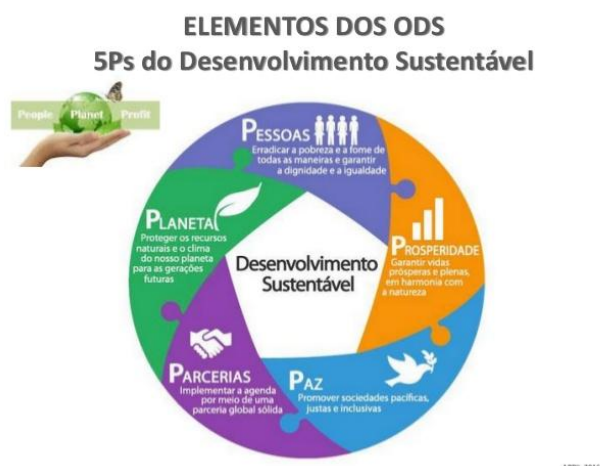 ELEMENTOS DOS ODS
5Ps do Desenvolvimento Sustentável
People Planet Profit
PESSOAS
Erradicar a pobreza e a fome de
todas as maneiras e garantir
a dignidade e a igualdade
PLANETA
Proteger os recursos
naturais e o clima
do nosso planeta
para as gerações
futuras
PROSPERIDADE
Garantir vidas
prósperas e plenas,
em harmonia com
a natureza
Desenvolvimento
Sustentável
PARCERIAS
Implementar a agenda
por meio de uma
parceria global sólida
PAZ
Promover sociedades pacíficas,
justas e inclusivas